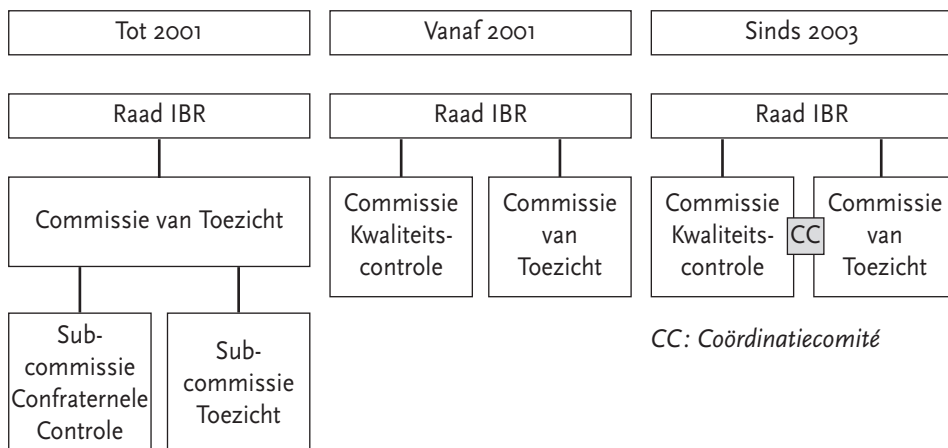 Tot 2001
Raad IBR
Commissie van Toezicht
Sub-
commissie
Confraternele
Controle
Sub-
commissie
Toezicht
Vanaf 2001
Raad IBR
Commissie
Kwaliteits-
controle
Commissie
van
Toezicht
Sinds 2003
Raad IBR
Commissie
Kwaliteits-
controle
CC
Commissie
van
Toezicht
CC: Coördinatiecomité